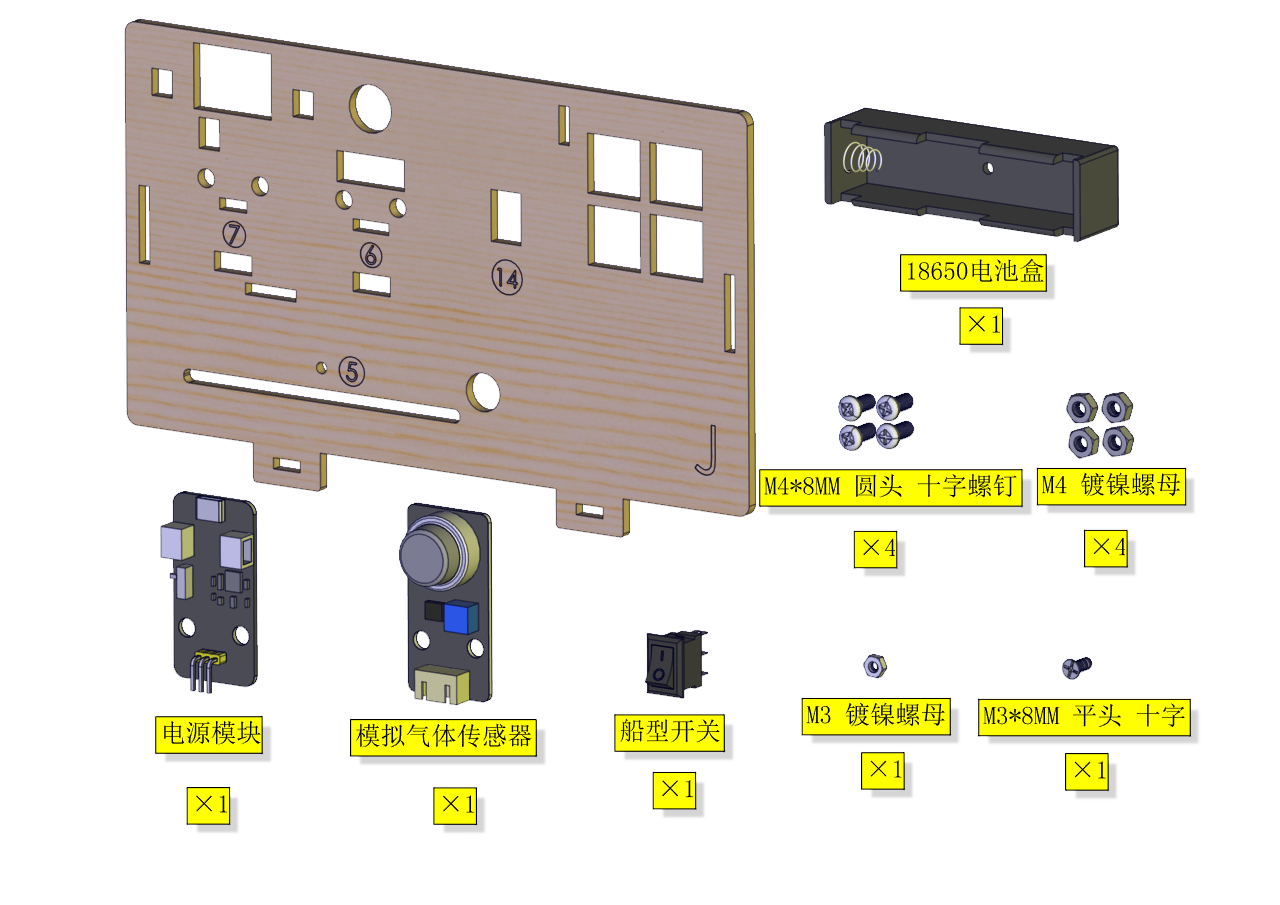 ⑦
⑥
⑭
⑤
J
18650电池盒
×1
M4*8MM 圆头 十字螺钉
×4
M4 镀镍螺母
×4
电源模块
×1
模拟气体传感器
×1
船型开关
×1
M3 镀镍螺母
×1
M3*8MM 平头 十字
×1